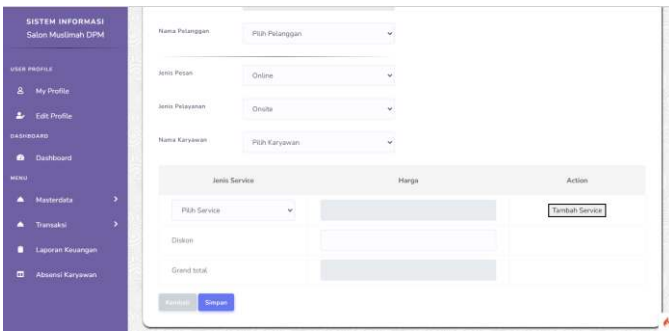 SISTEM INFORMASI
Salon Muslimah DPM
USER PROFILE
My Profile
Edit Profile
DASHBOARD
Dashboard
MENU
Masterdata
Transaksi
Laporan Keuangan
Absensi Karyawan
Nama Pelanggan
Pilih Pelanggan
Jenis Pesan
Online
Jenis Pelayanan
Onsite
Nama Karyawan
Pilih Karyawan
Jenis Service Harga Action
Pilih Service Tambah Service
Diskon
Grand total
Kembali Simpan